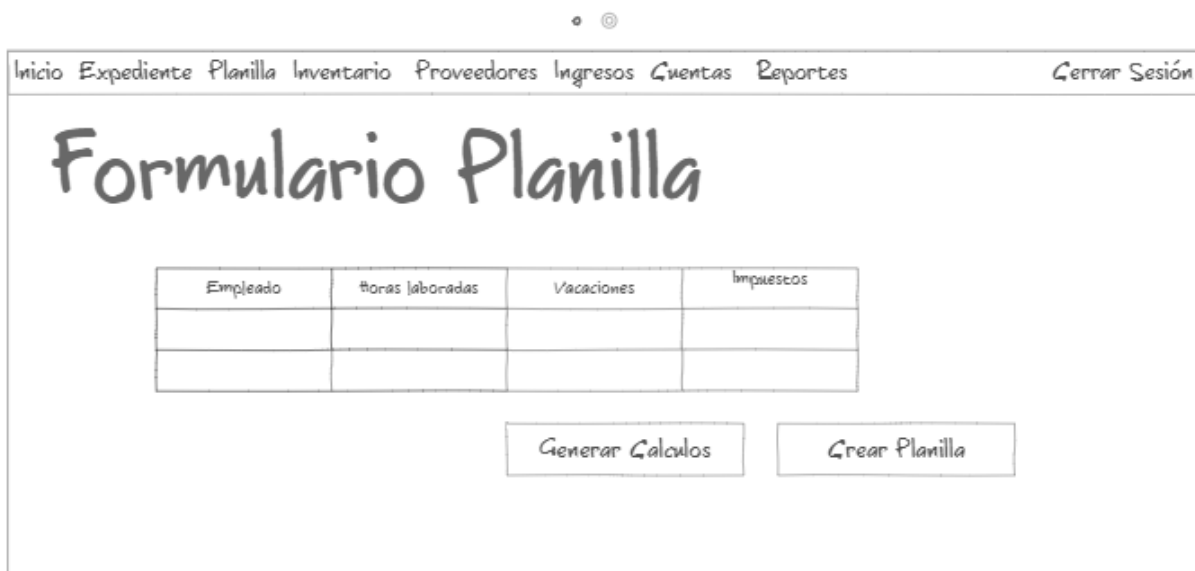 Inicio Expediente Planilla Inventario Proveedores Ingresos Cuentas Reportes Cerrar Sesión
Formulario Planilla
Empleado Horas laboradas Vacaciones Impuestos
Generar Calculos Crear Planilla